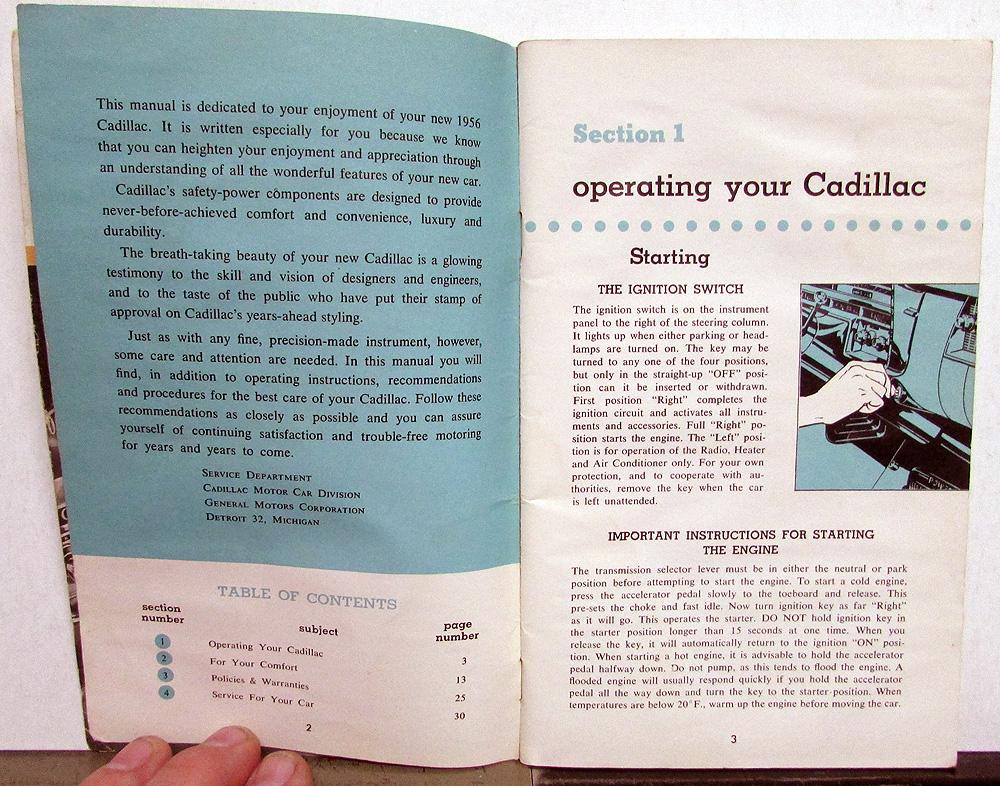 This manual is dedicated to your enjoyment of your new 1956
Cadillac. It is written especially for you because we know
that you can heighten your enjoyment and appreciation through
an understanding of all the wonderful features of your new car.
Cadillac's safety-power components are designed to provide
never-before-achieved comfort and convenience, luxury and
durability.
The breath-taking beauty of your new Cadillac is a glowing
testimony to the skill and vision of designers and engineers,
and to the taste of the public who have put their stamp of
approval on Cadillac's years-ahead styling.
Just as with any fine, precision-made instrument, however,
some care and attention are needed. In this manual you will
find, in addition to operating instructions, recommendations
and procedures for the best care of your Cadillac. Follow these
recommendations as closely as possible and you can assure
yourself of continuing satisfaction and trouble-free motoring
for years and years to come.
SERVICE DEPARTMENT
CADILLAC MOTOR CAR DIVISION
GENERAL MOTORS CORPORATION
DETROIT 32, MICHIGAN
TABLE OF CONTENTS
section number subject page number
1 Operating Your Cadillac 3
2 For Your Comfort 13
3 Policies & Warranties 25
4 Service For Your Car 30
2
Section 1
operating your Cadillac
Starting
THE IGNITION SWITCH
The ignition switch is on the instrument
panel to the right of the steering column.
It lights up when either parking or head-
lamps are turned on. The key may be
turned to any one of the four positions,
but only in the straight-up "OFF" posi-
tion can it be inserted or withdrawn.
First position "Right" completes the
ignition circuit and activates all instru-
ments and accessories. Full "Right" po-
sition starts the engine. The "Left" posi-
tion is for operation of the Radio, Heater
and Air Conditioner only. For your own
protection, and to cooperate with au-
thorities, remove the key when the car
is left unattended.
IMPORTANT INSTRUCTIONS FOR STARTING
THE ENGINE
The transmission selector lever must be in either the neutral or park
position before attempting to start the engine. To start a cold engine,
press the accelerator pedal slowly to the toeboard and release. This
pre-sets the choke and fast idle. Now turn ignition key as far "Right"
as it will go. This operates the starter. DO NOT hold ignition key in
the starter position longer than 15 seconds at one time. When you
release the key, it will automatically return to the ignition "ON" posi-
tion. When starting a hot engine, it is advisable to hold the accelerator
pedal halfway down. Do not pump, as this tends to flood the engine. A
flooded engine will usually respond quickly if you hold the accelerator
pedal all the way down and turn the key to the starter position. When
temperatures are below 20°F., warm up the engine before moving the car.
3